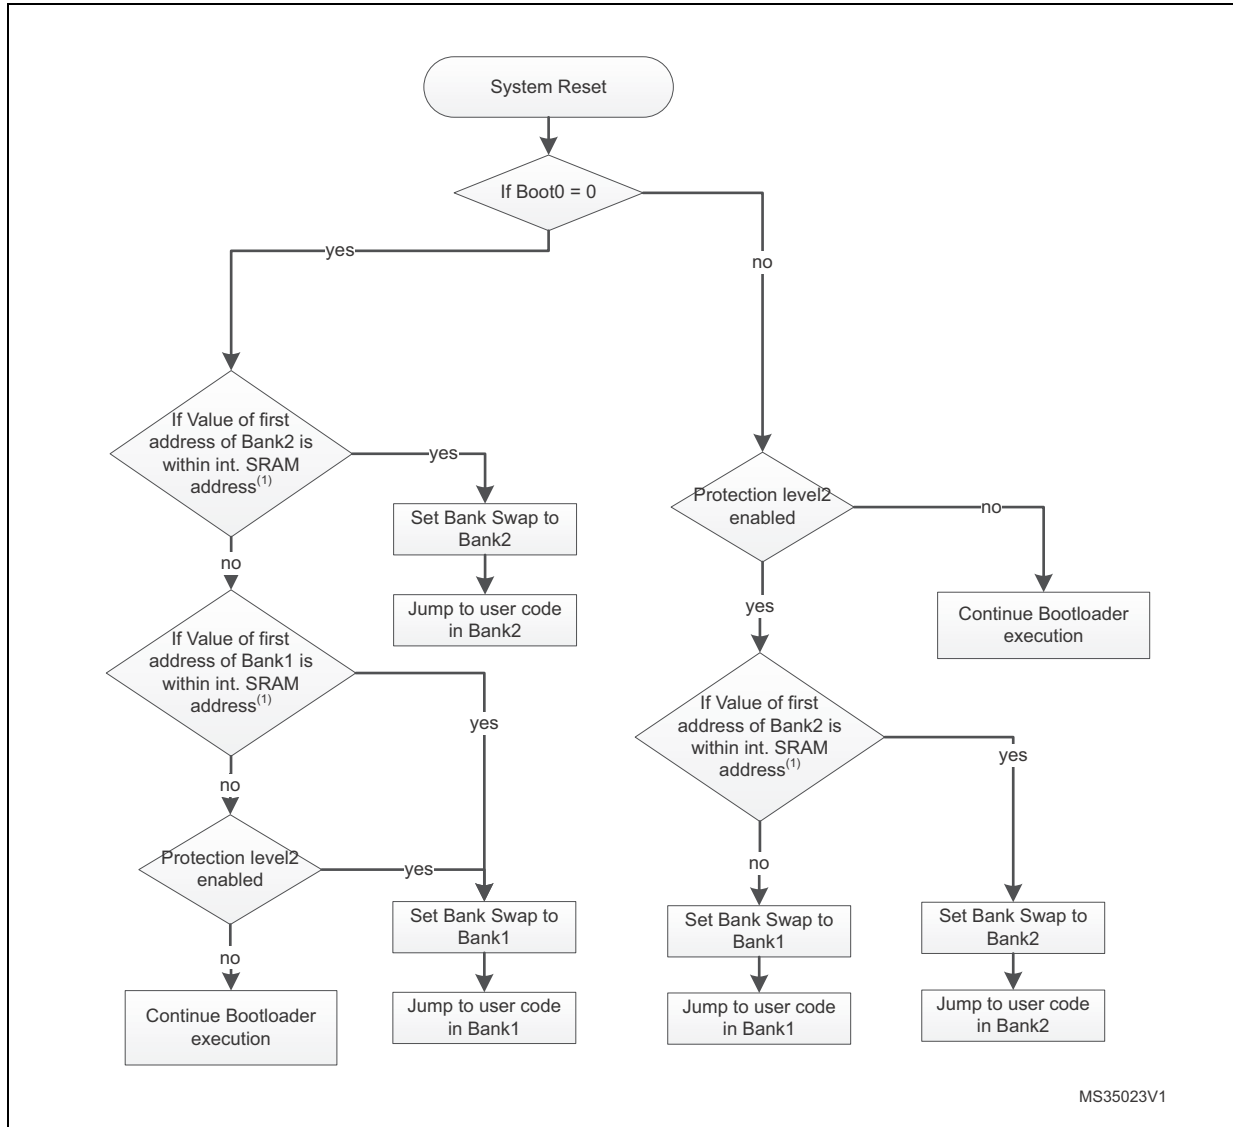 System Reset
If Boot0 = 0
yes
no
If Value of first
address of Bank2 is
within int. SRAM
address(1)
yes
Set Bank Swap to
Bank2
Jump to user code
in Bank2
no
If Value of first
address of Bank1 is
within int. SRAM
address(1)
yes
no
Protection level2
enabled
yes
no
Set Bank Swap to
Bank1
Jump to user code
in Bank1
Continue Bootloader
execution
Protection level2
enabled
no
Continue Bootloader
execution
yes
If Value of first
address of Bank2 is
within int. SRAM
address(1)
yes
no
Set Bank Swap to
Bank1
Jump to user code
in Bank1
Set Bank Swap to
Bank2
Jump to user code
in Bank2
MS35023V1